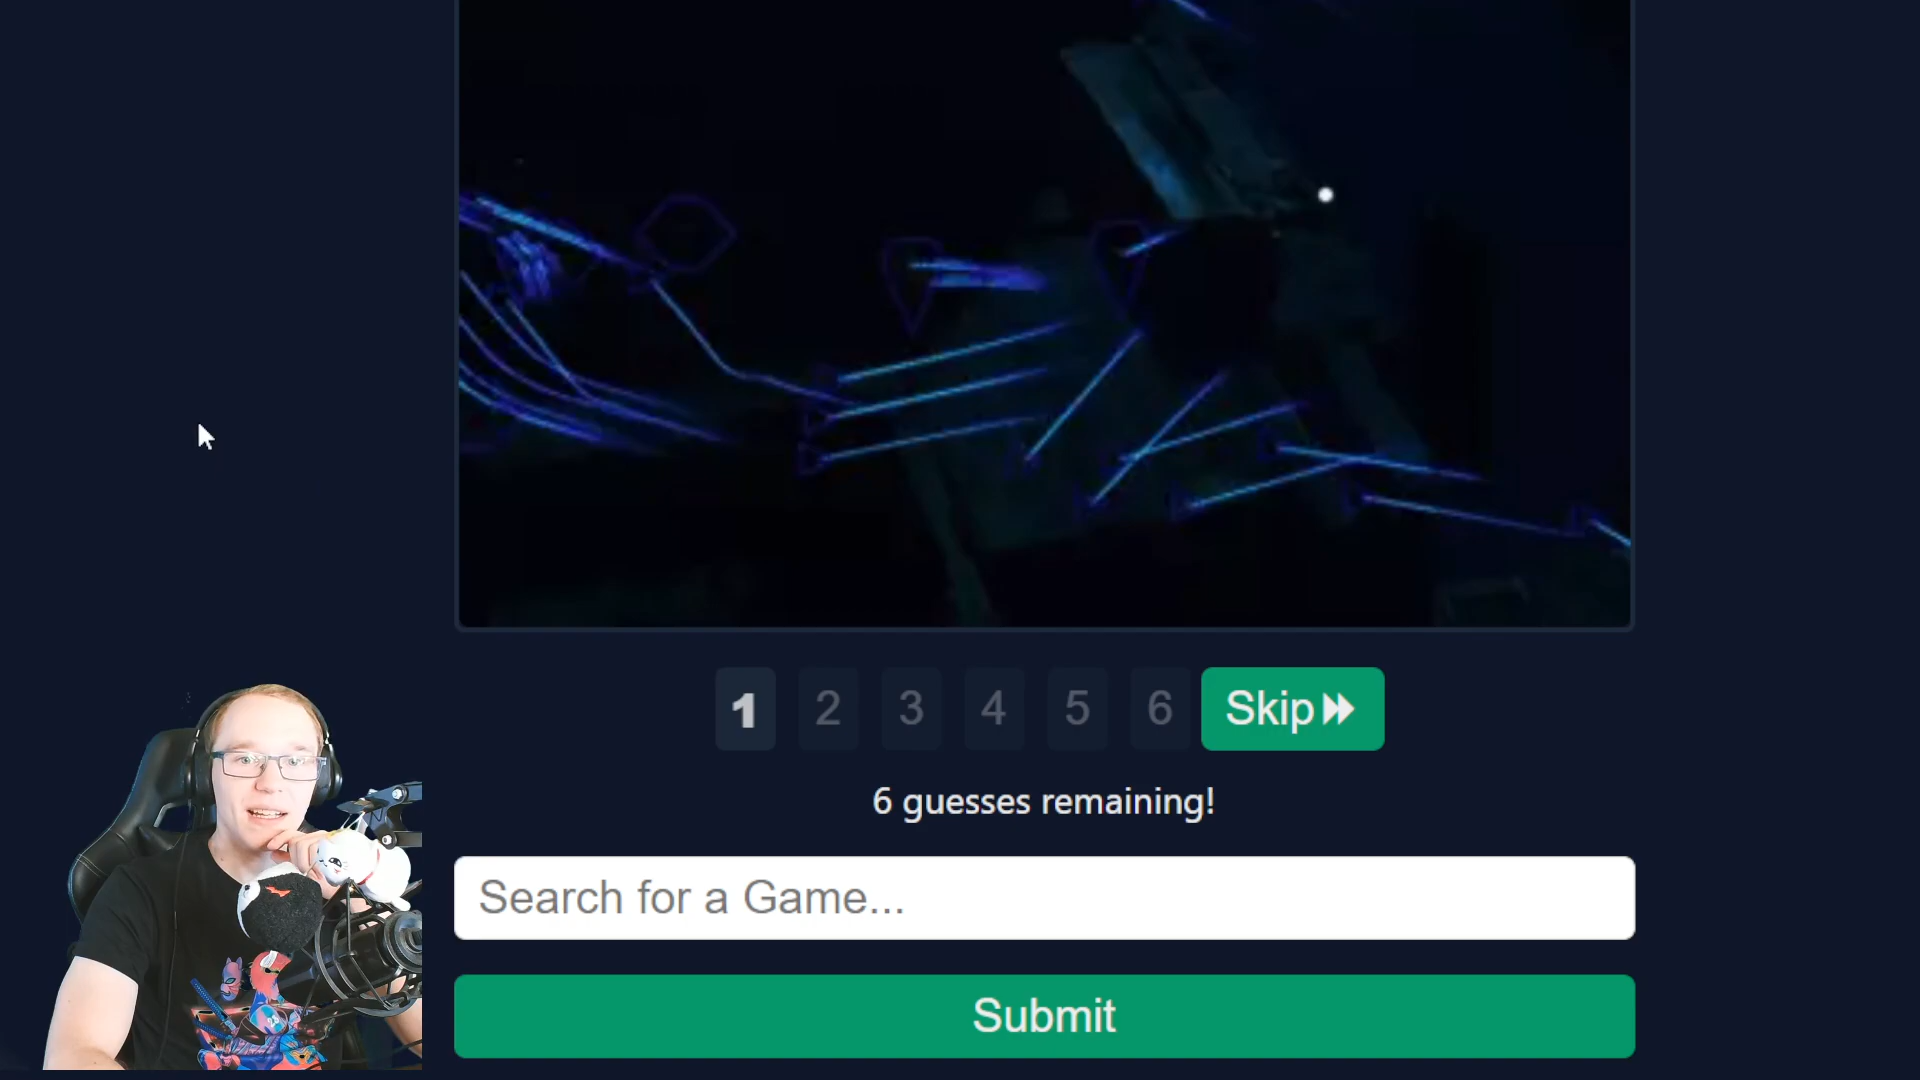 1 2 3 4 5 6 Skip
6 guesses remaining!
Search for a Game...
Submit